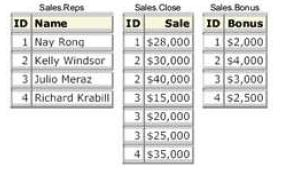 Sales.Reps
ID Name
1 Nay Rong
2 Kelly Windsor
3 Julio Meraz
4 Richard Krabill
Sales.Close
ID Sale
1 $28,000
2 $30,000
2 $40,000
3 $15,000
3 $20,000
3 $25,000
4 $35,000
Sales.Bonus
ID Bonus
1 $2,000
2 $4,000
3 $3,000
4 $2,500